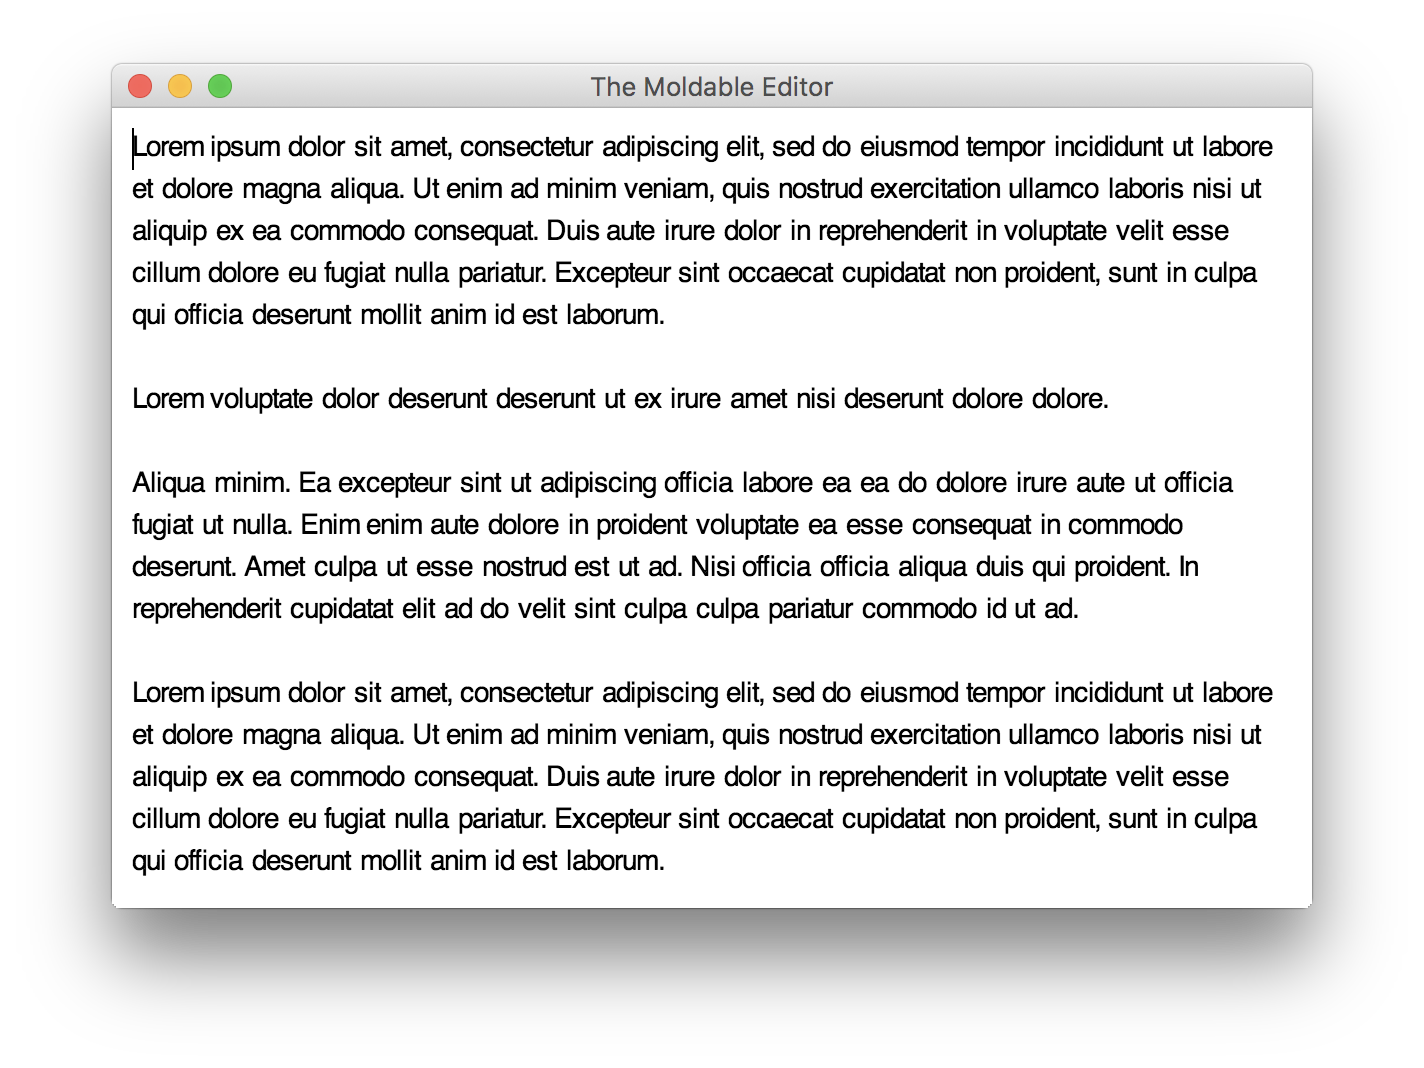 The Moldable Editor
Lorem ipsum dolor sit amet, consectetur adipiscing elit, sed do eiusmod tempor incididunt ut labore
et dolore magna aliqua. Ut enim ad minim veniam, quis nostrud exercitation ullamco laboris nisi ut
aliquip ex ea commodo consequat. Duis aute irure dolor in reprehenderit in voluptate velit esse
cillum dolore eu fugiat nulla pariatur. Excepteur sint occaecat cupidatat non proident, sunt in culpa
qui officia deserunt mollit anim id est laborum.
Lorem voluptate dolor deserunt deserunt ut ex irure amet nisi deserunt dolore dolore.
Aliqua minim. Ea excepteur sint ut adipiscing officia labore ea ea do dolore irure aute ut officia
fugiat ut nulla. Enim enim aute dolore in proident voluptate ea esse consequat in commodo
deserunt. Amet culpa ut esse nostrud est ut ad. Nisi officia officia aliqua duis qui proident. In
reprehenderit cupidatat elit ad do velit sint culpa culpa pariatur commodo id ut ad.
Lorem ipsum dolor sit amet, consectetur adipiscing elit, sed do eiusmod tempor incididunt ut labore
et dolore magna aliqua. Ut enim ad minim veniam, quis nostrud exercitation ullamco laboris nisi ut
aliquip ex ea commodo consequat. Duis aute irure dolor in reprehenderit in voluptate velit esse
cillum dolore eu fugiat nulla pariatur. Excepteur sint occaecat cupidatat non proident, sunt in culpa
qui officia deserunt mollit anim id est laborum.